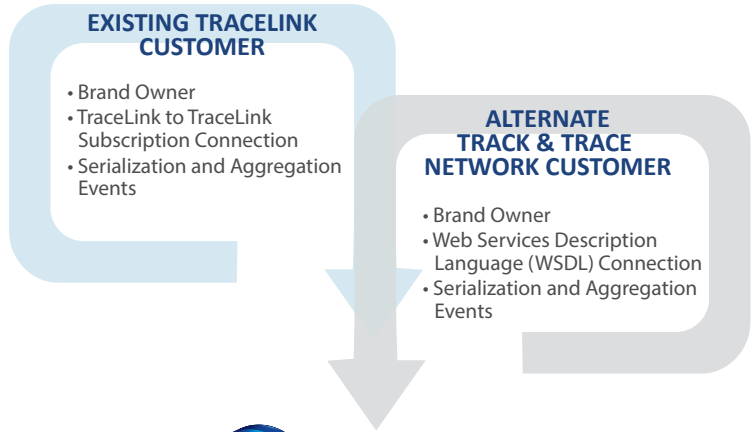 EXISTING TRACELINK
CUSTOMER
• Brand Owner
• TraceLink to TraceLink
Subscription Connection
• Serialization and Aggregation
Events
ALTERNATE
TRACK & TRACE
NETWORK CUSTOMER
• Brand Owner
• Web Services Description
Language (WSDL) Connection
• Serialization and Aggregation
Events